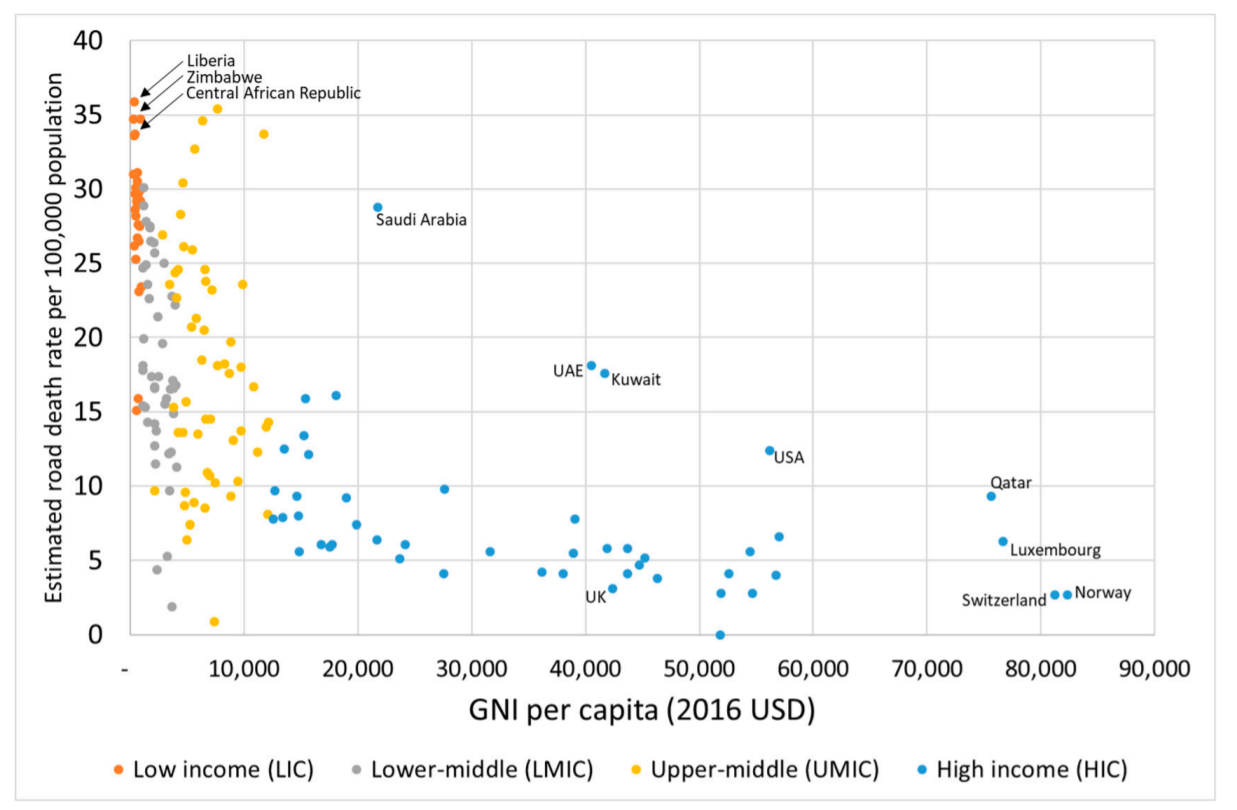 40
35
30
25
20
15
10
5
0
Estimated road death rate per 100,000 population
Liberia
Zimbabwe
Central African Republic
Saudi Arabia
UAE
Kuwait
USA
Qatar
Luxembourg
UK
Switzerland
Norway
-
10,000
20,000
30,000
40,000
50,000
60,000
70,000
80,000
90,000
GNI per capita (2016 USD)
Low income (LIC)
Lower-middle (LMIC)
Upper-middle (UMIC)
High income (HIC)